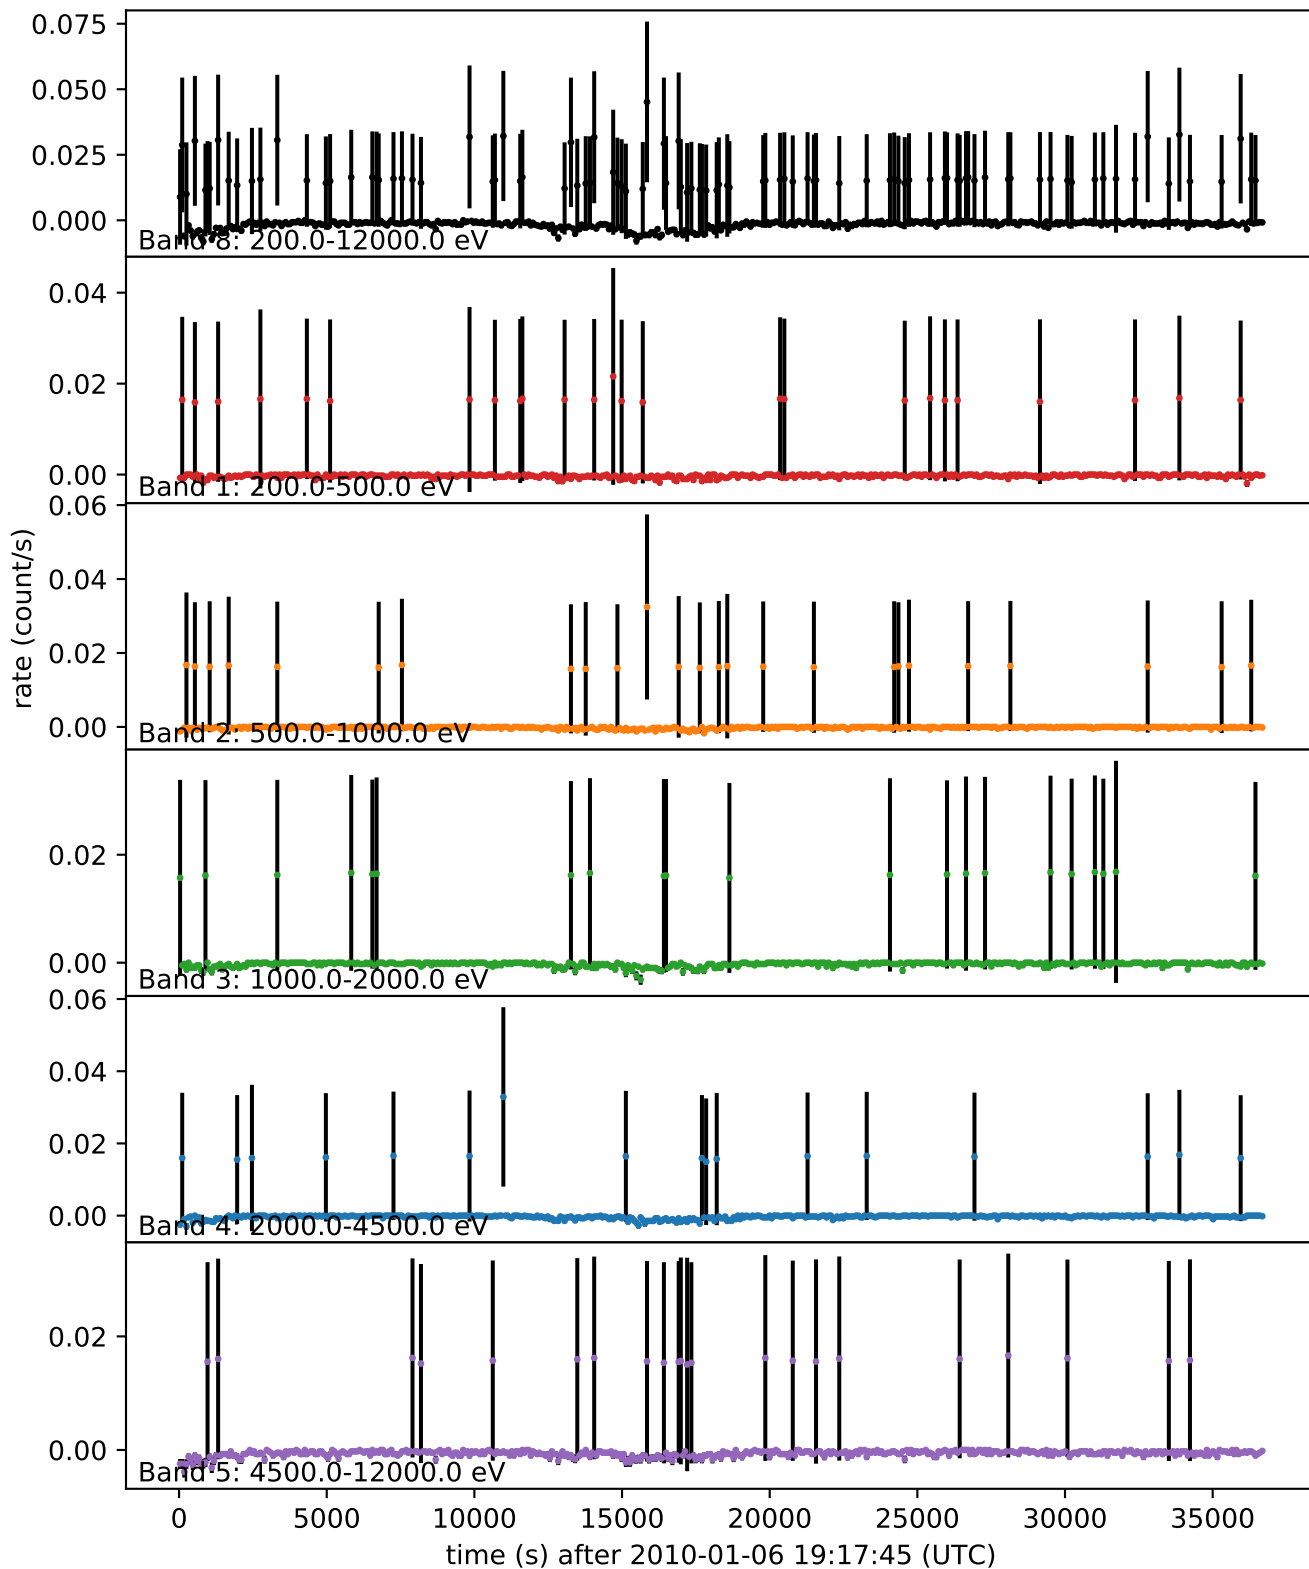 0.075
0.050
0.025
0.000
Band 8: 200.0-12000.0 eV
0.04
0.02
0.00
Band 1: 200.0-500.0 eV
0.06
0.04
0.02
0.00
Band 2: 500.0-1000.0 eV
rate (count/s)
0.02
0.00
Band 3: 1000.0-2000.0 eV
0.06
0.04
0.02
0.00
Band 4: 2000.0-4500.0 eV
0.02
0.00
Band 5: 4500.0-12000.0 eV
0 5000 10000 15000 20000 25000 30000 35000
time (s) after 2010-01-06 19:17:45 (UTC)